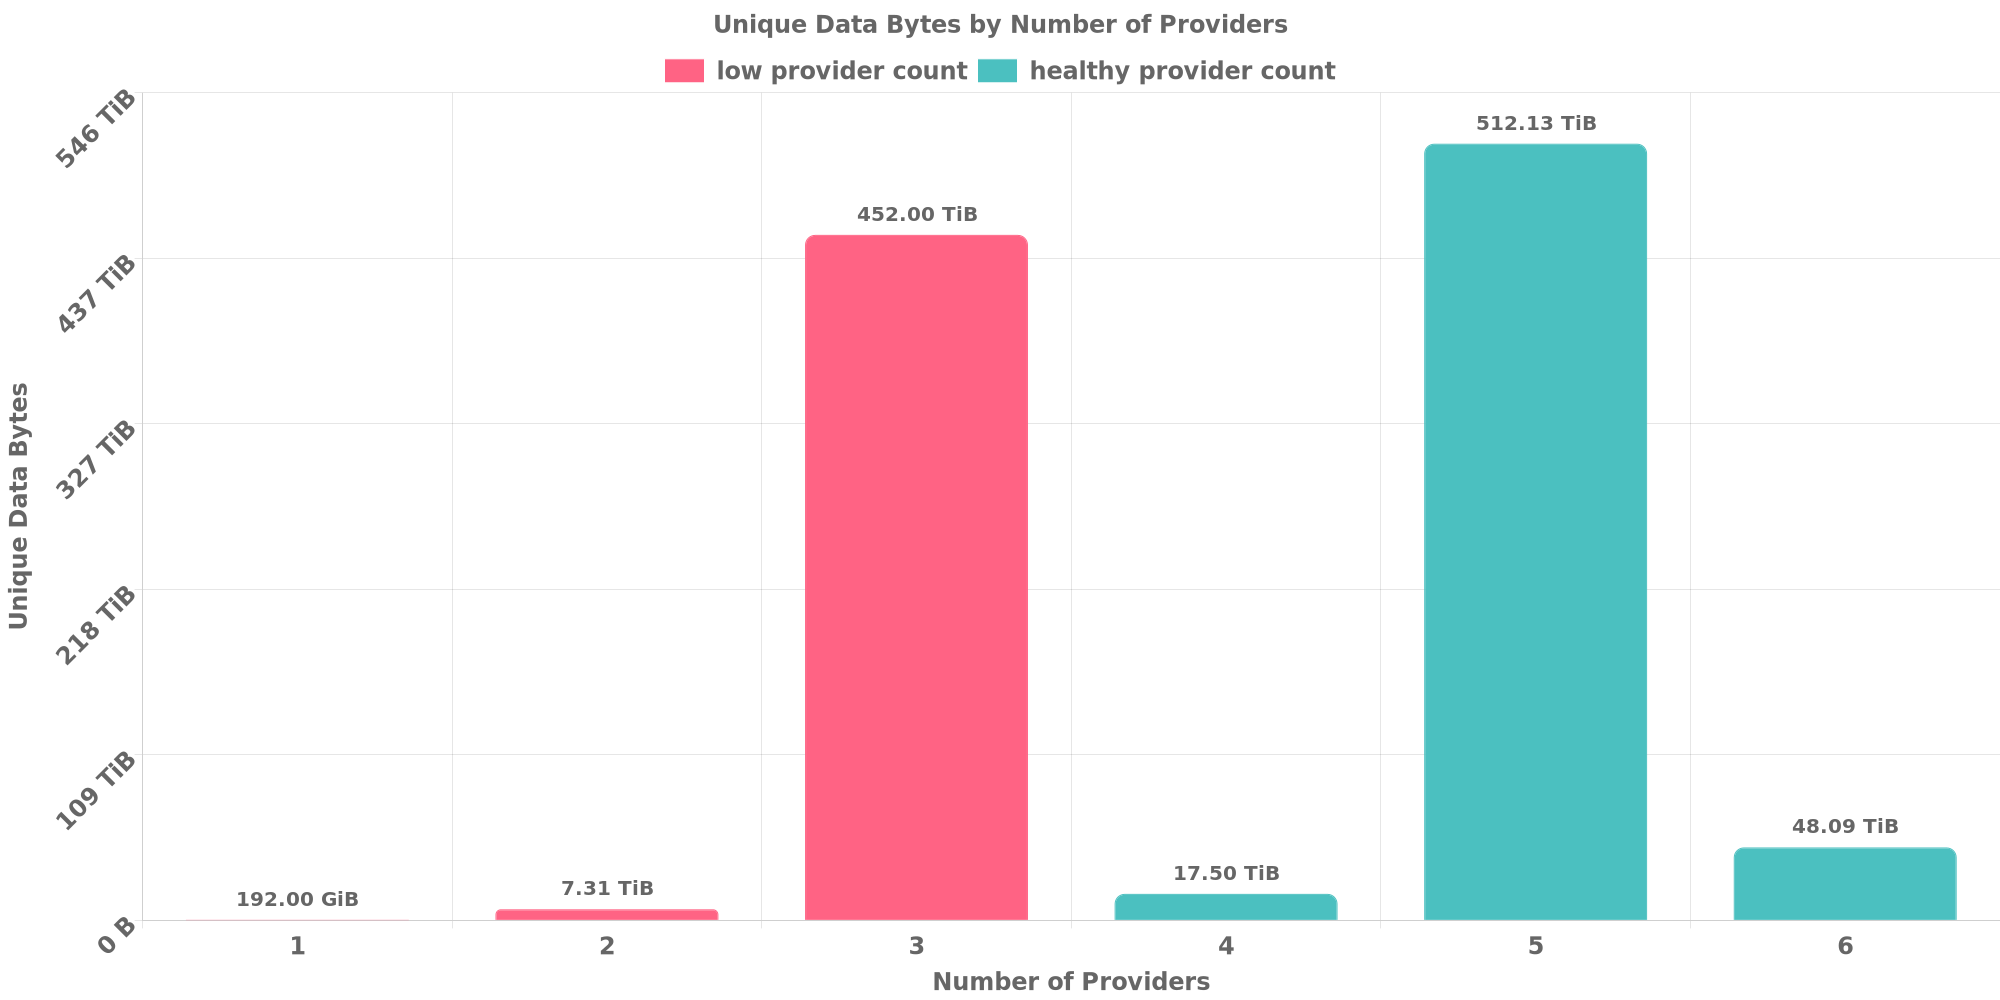 Unique Data Bytes by Number of Providers
low provider count healthy provider count
546 TiB
437 TiB
327 TiB
218 TiB
109 TiB
0 B
Unique Data Bytes
192.00 GiB
7.31 TiB
452.00 TiB
17.50 TiB
512.13 TiB
48.09 TiB
1 2 3 4 5 6
Number of Providers